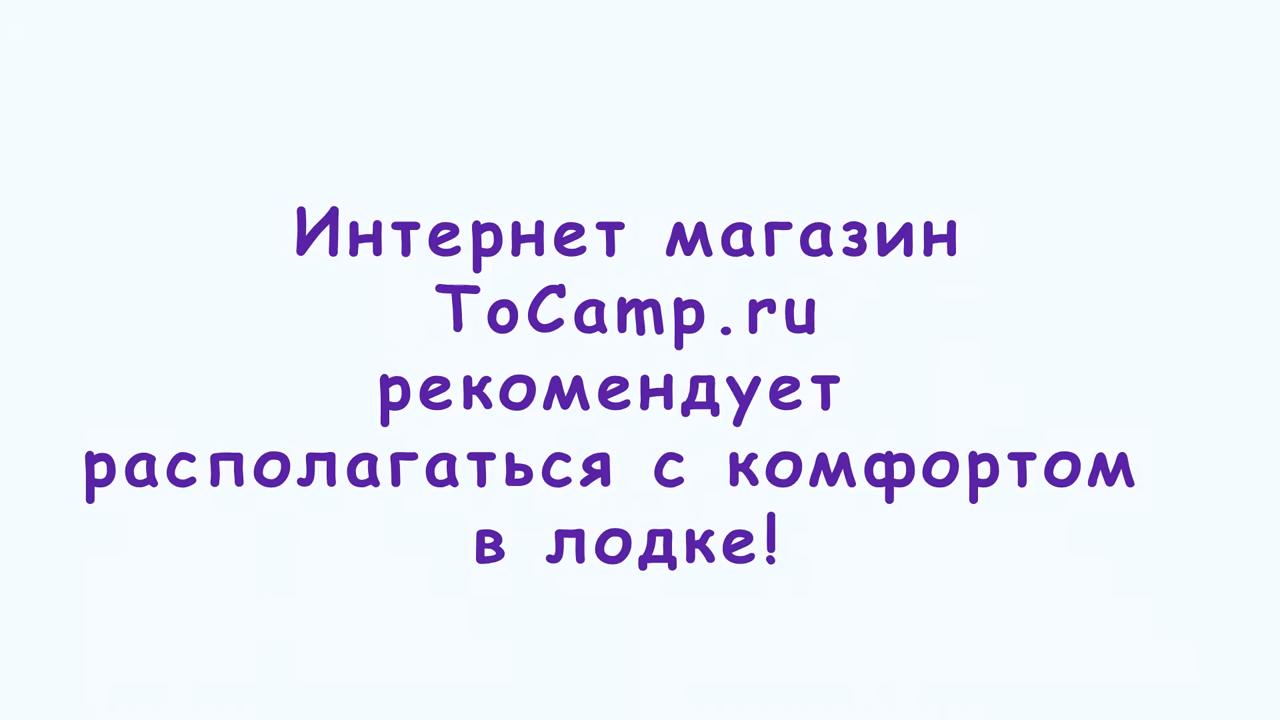 Интернет магазин
ToCamp.ru
рекомендует
располагаться с комфортом
в лодке!